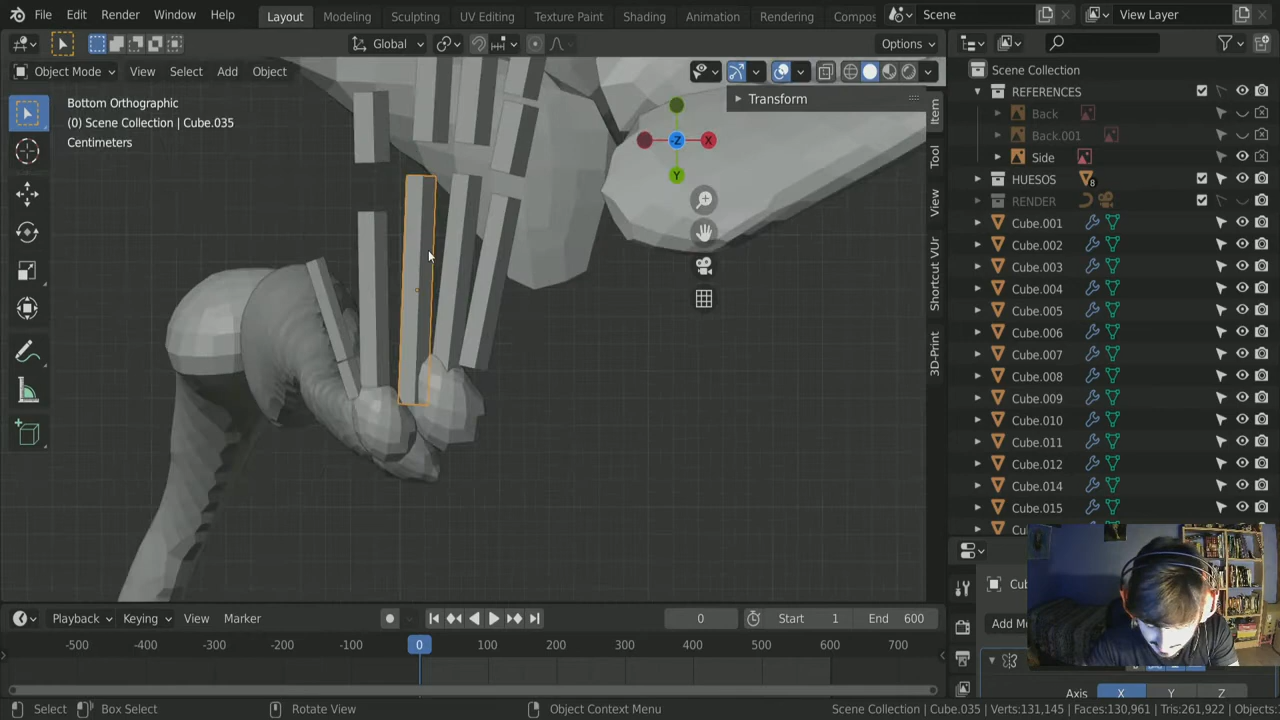 File Edit Render Window Help Layout Modeling Sculpting UV Editing Texture Paint Shading Animation Rendering Compos Scene View Layer
Global Options
Object Mode View Select Add Object
Bottom Orthographic
(0) Scene Collection | Cube.035
Centimeters
Transform
-Z X Y
Item
Tool
View
Shortcut VUr
3D-Print
Scene Collection
REFERENCES
Back
Back.001
Side
HUESOS 8
RENDER
Cube.001
Cube.002
Cube.003
Cube.004
Cube.005
Cube.006
Cube.007
Cube.008
Cube.009
Cube.010
Cube.011
Cube.012
Cube.014
Cube.015
Cub
Add Mo
Axis X Y Z
Playback Keying View Marker 0 Start 1 End 600
-500 -400 -300 -200 -100 0 100 200 300 400 500 600 700 800
Select Box Select Rotate View Object Context Menu Scene Collection | Cube.035 Verts:131,145 Faces:130,961 Tris:261,922 Objects: